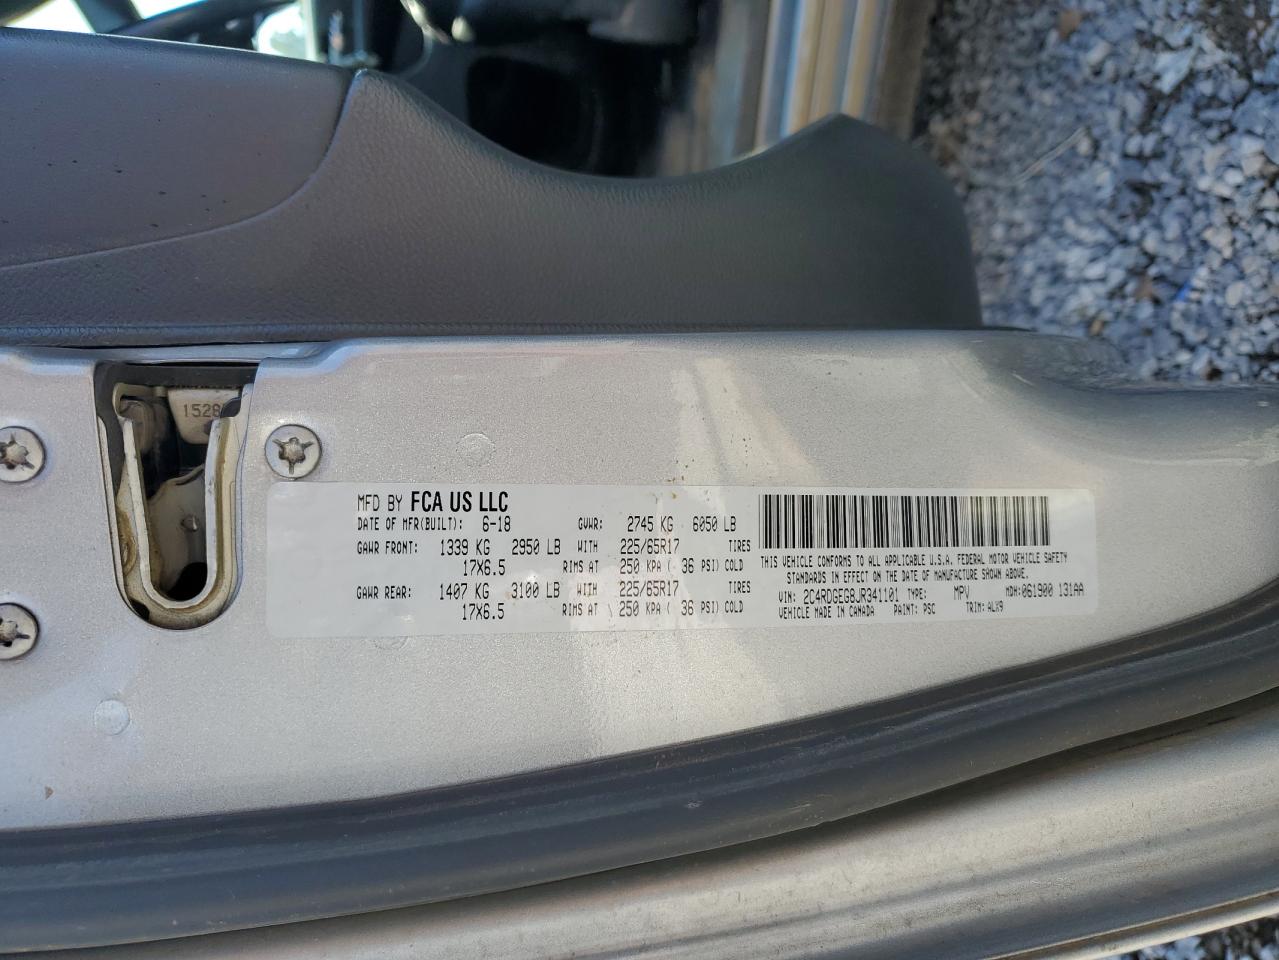 1528
MFD BY FCA US LLC
DATE OF MFR(BUILT): 6-18 GVWR: 2745 KG 6050 LB
GAWR FRONT: 1339 KG 2950 LB WITH 225/65R17 TIRES
17X6.5 RIMS AT 250 KPA ( 36 PSI) COLD
GAWR REAR: 1407 KG 3100 LB WITH 225/65R17 TIRES
17X6.5 RIMS AT 250 KPA ( 36 PSI) COLD
THIS VEHICLE CONFORMS TO ALL APPLICABLE U.S.A. FEDERAL MOTOR VEHICLE SAFETY
STANDARDS IN EFFECT ON THE DATE OF MANUFACTURE SHOWN ABOVE.
VIN: 2C4RDGEG8JR341101 TYPE: MPV MDH: 061900 131AA
VEHICLE MADE IN CANADA PAINT: PSC TRIM: ALX9